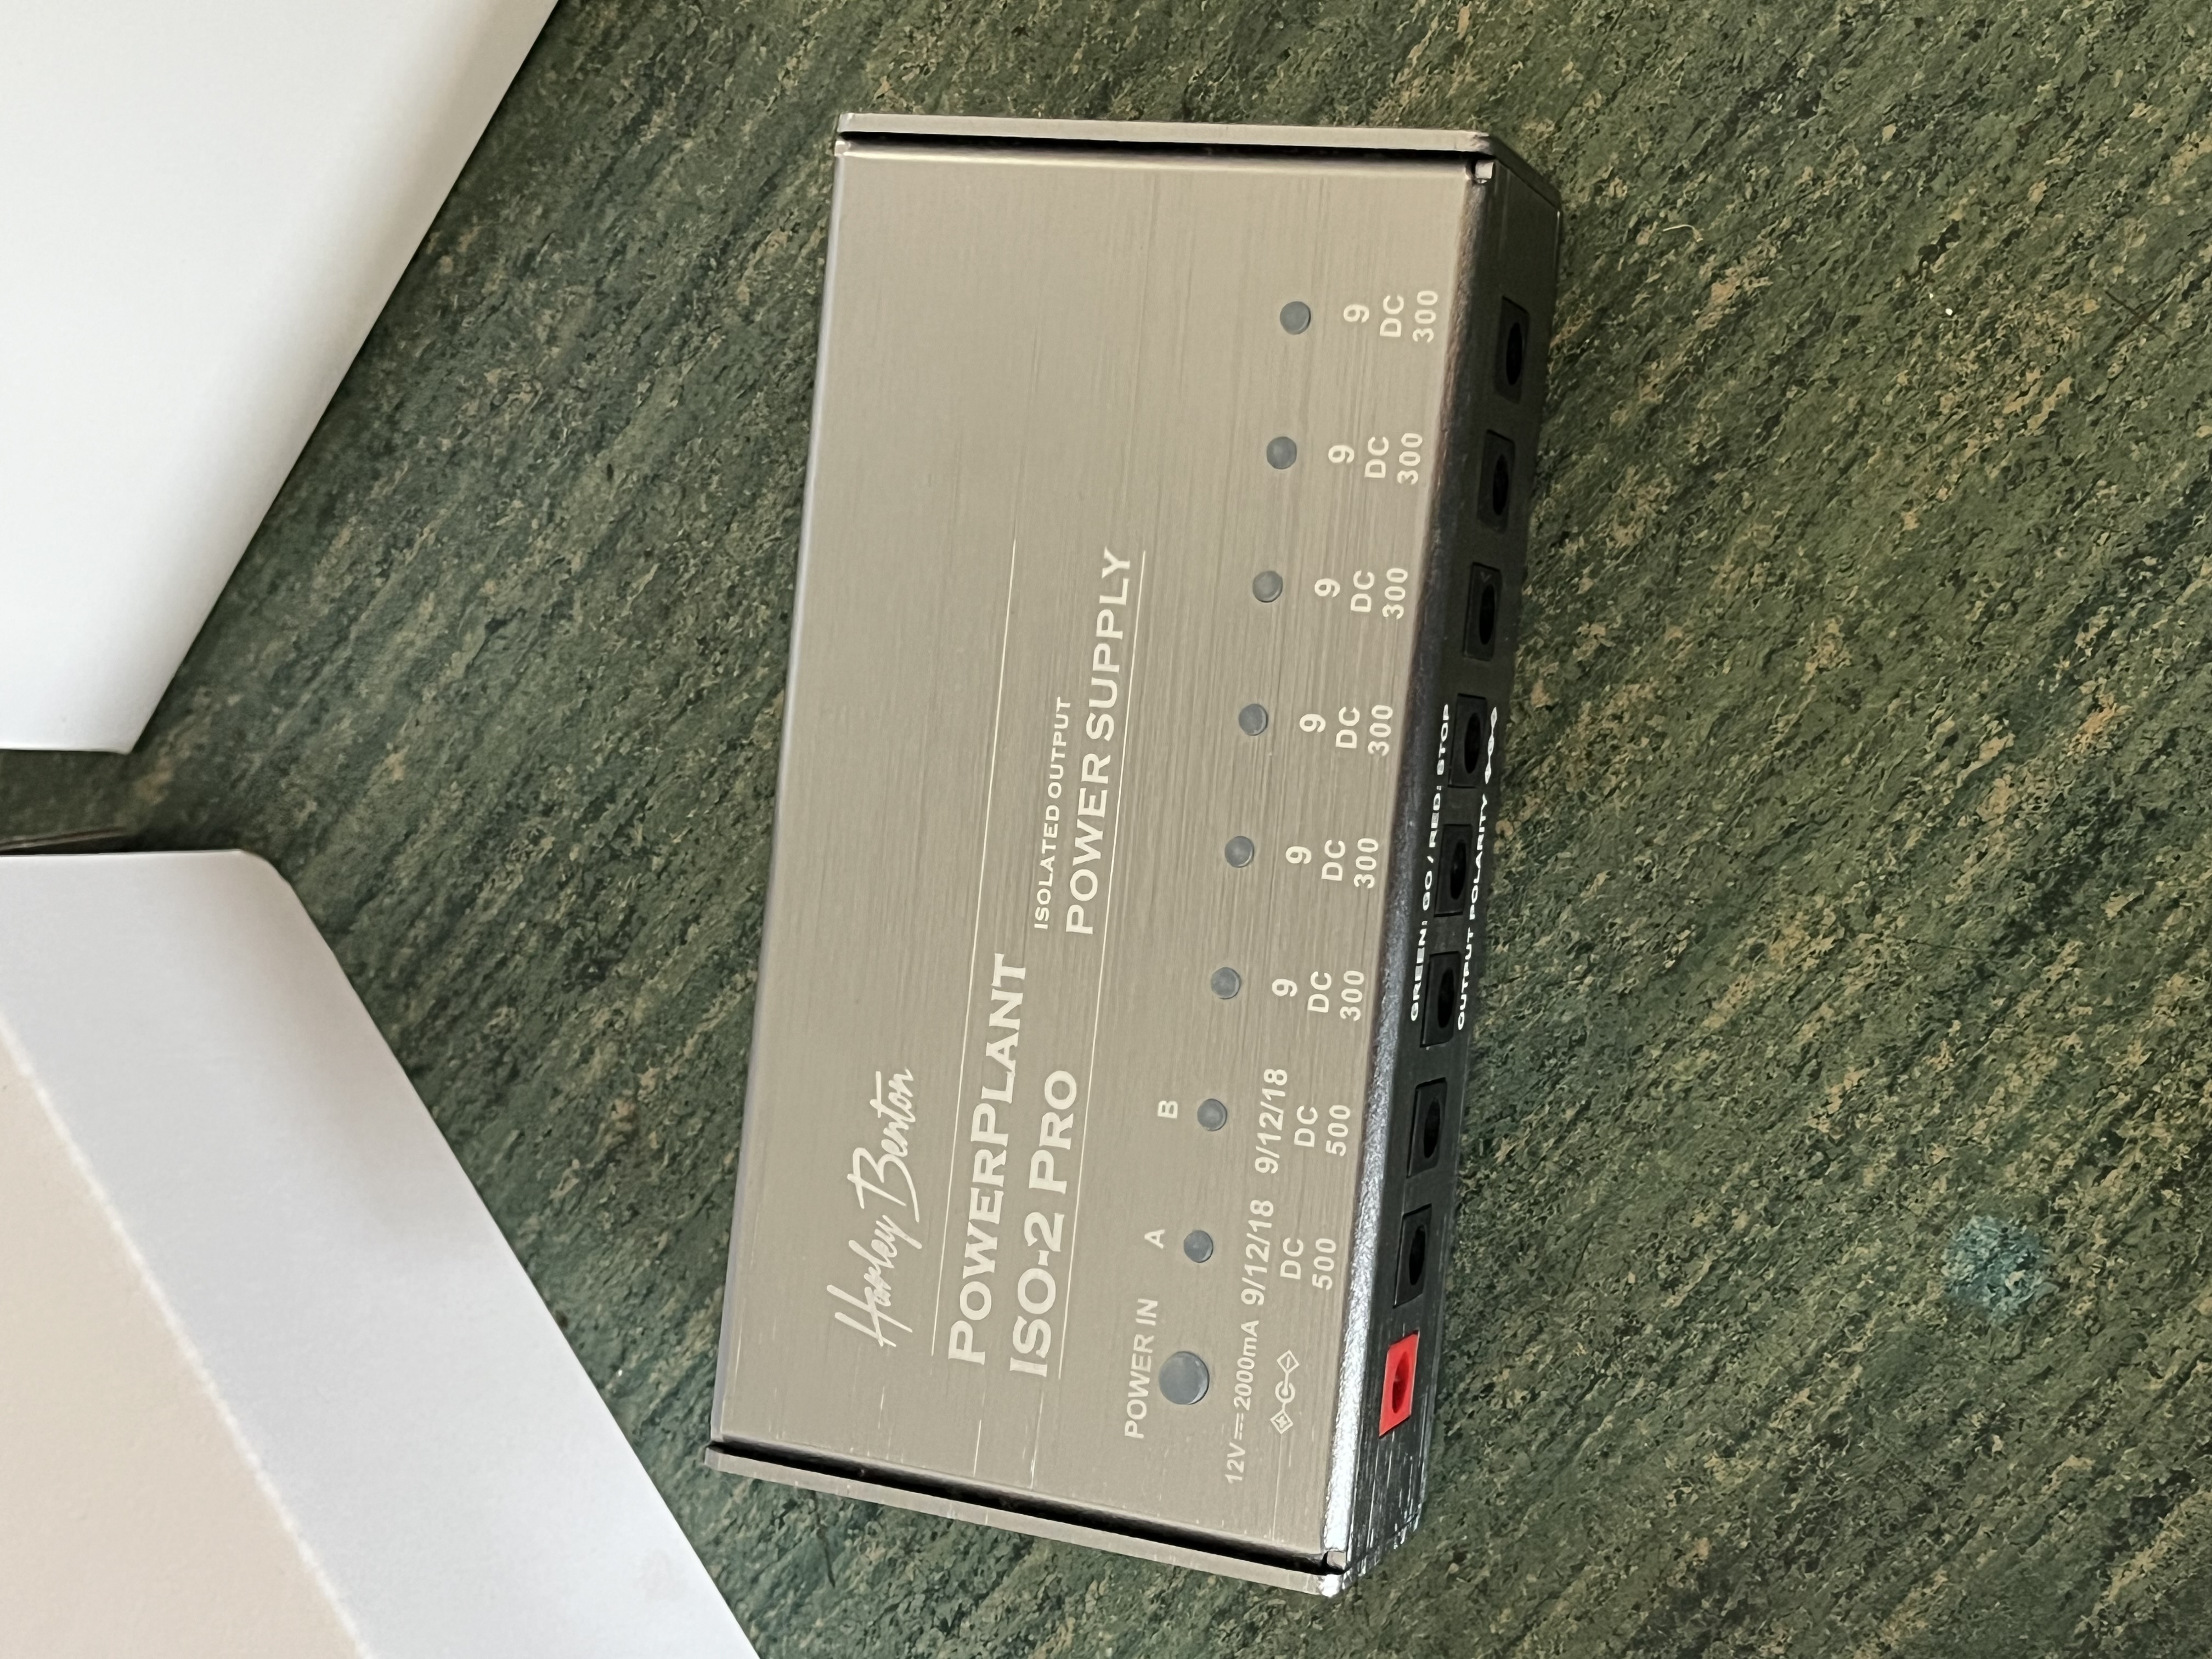 Harley Benton
POWERPLANT
ISO-2 PRO
ISOLATED OUTPUT
POWER SUPPLY
POWER IN
A
B
12V⎓2000mA
9/12/18
DC
500
9/12/18
DC
500
9
DC
300
9
DC
300
9
DC
300
9
DC
300
9
DC
300
9
DC
300
GREEN: GO / RED: STOP
OUTPUT POLARITY